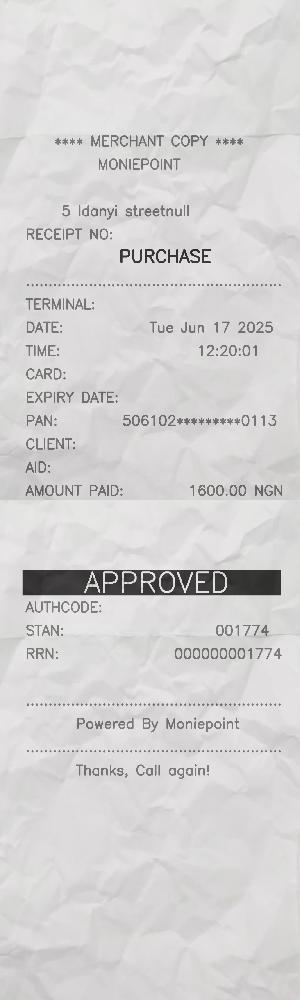 **** MERCHANT COPY ****
MONIEPOINT
5 Idanyi streetnull
RECEIPT NO:
PURCHASE
TERMINAL:
DATE: Tue Jun 17 2025
TIME: 12:20:01
CARD:
EXPIRY DATE:
PAN: 506102*********0113
CLIENT:
AID:
AMOUNT PAID: 1600.00 NGN
APPROVED
AUTHCODE:
STAN: 001774
RRN: 000000001774
Powered By Moniepoint
Thanks, Call again!